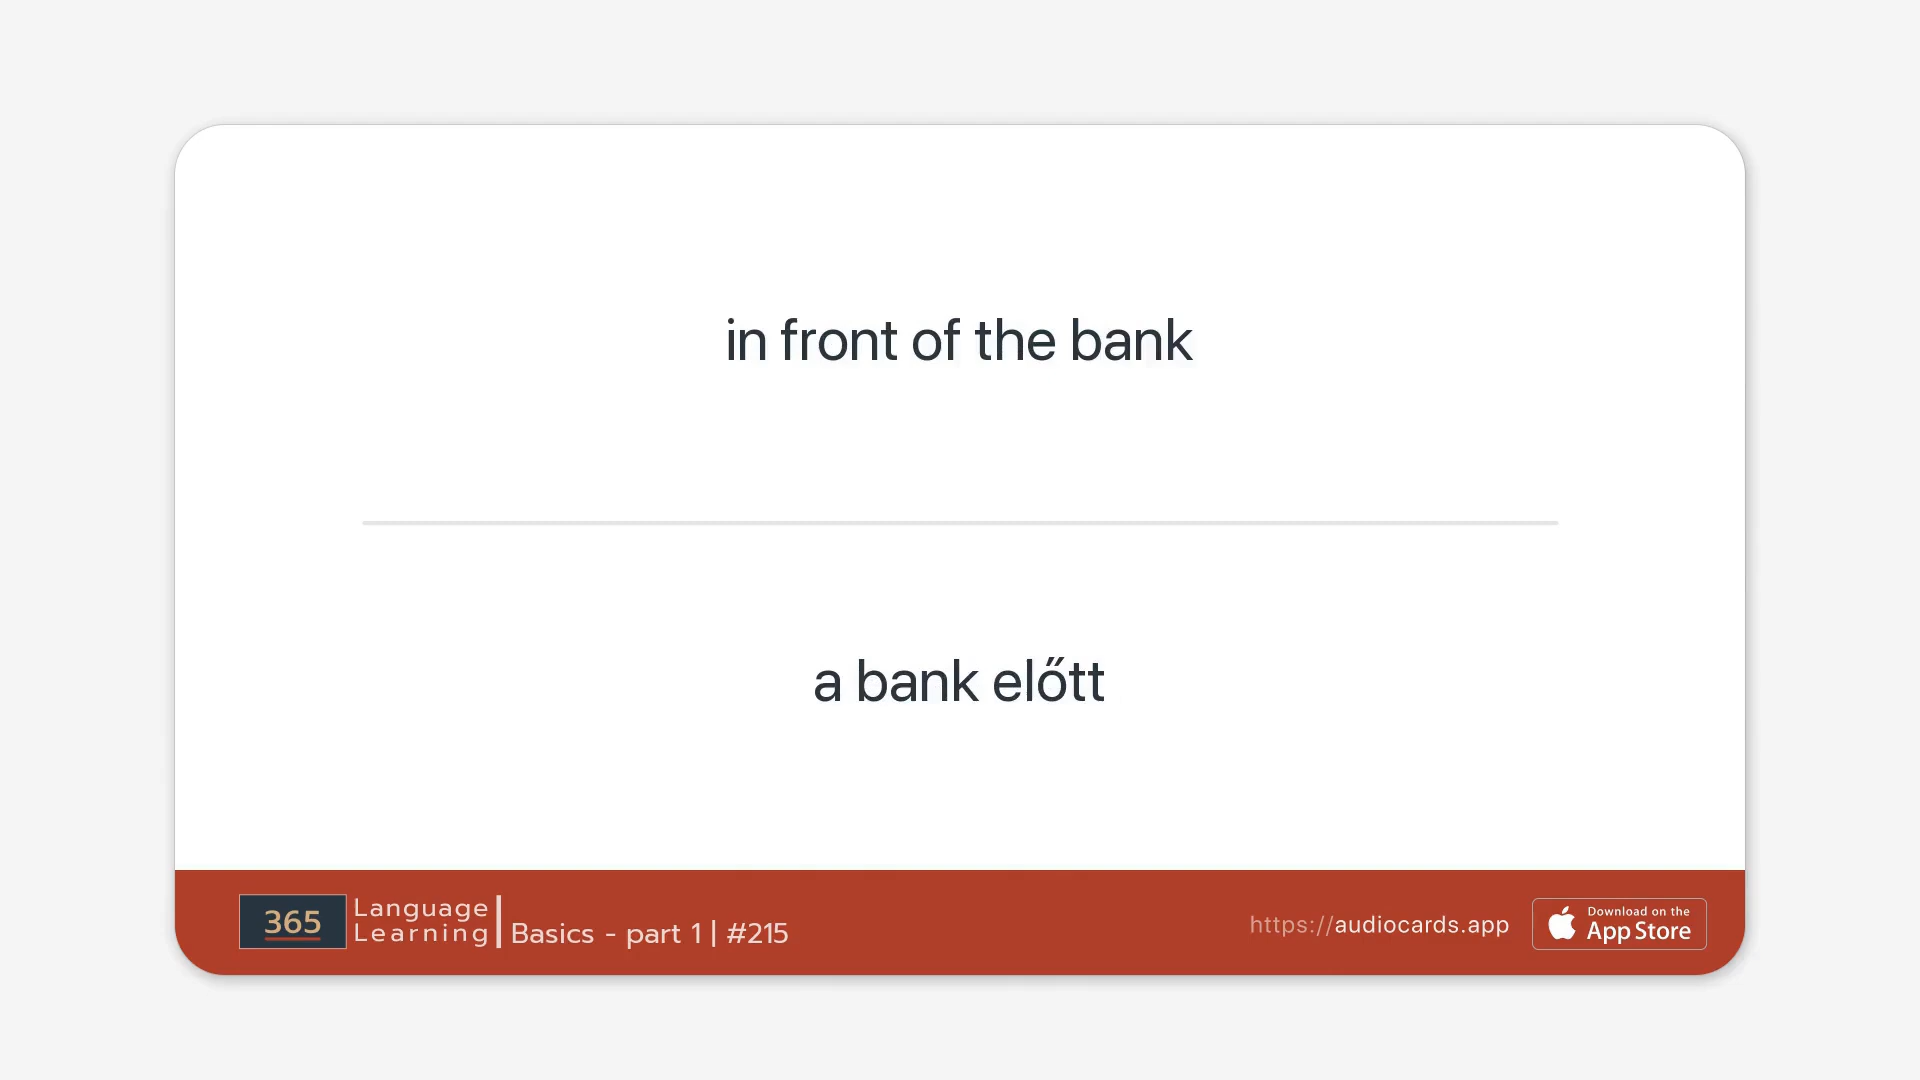 in front of the bank
a bank előtt
365
Language
Learning
Basics - part 1 | #215
https://audiocards.app
Download on the
App Store